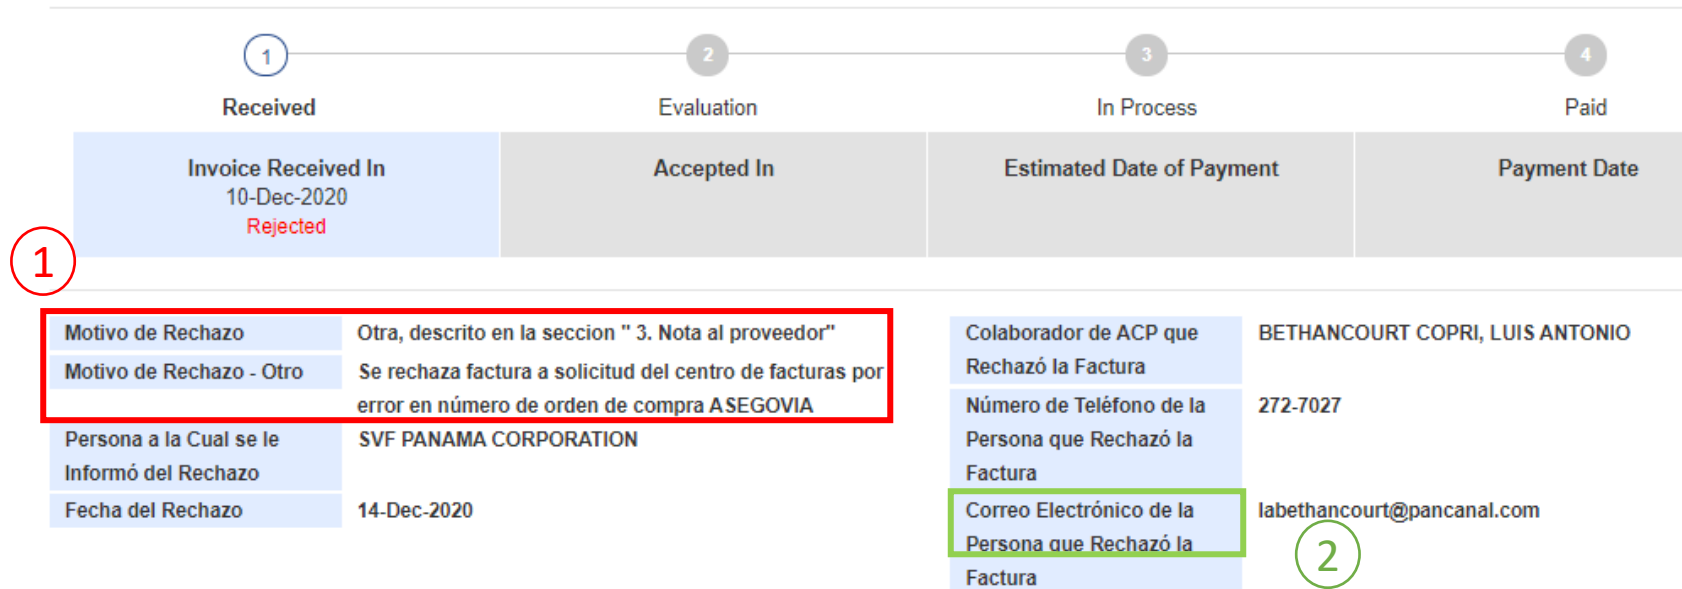 1
2
3
4
Received
Evaluation
In Process
Paid
Invoice Received In
10-Dec-2020
Rejected
Accepted In
Estimated Date of Payment
Payment Date
1
Motivo de Rechazo
Otra, descrito en la seccion " 3. Nota al proveedor"
Motivo de Rechazo - Otro
Se rechaza factura a solicitud del centro de facturas por
error en número de orden de compra ASEGOVIA
Persona a la Cual se le
Informó del Rechazo
SVF PANAMA CORPORATION
Fecha del Rechazo
14-Dec-2020
Colaborador de ACP que
Rechazó la Factura
BETHANCOURT COPRI, LUIS ANTONIO
Número de Teléfono de la
Persona que Rechazó la
Factura
272-7027
Correo Electrónico de la
Persona que Rechazó la
Factura
labethancourt@pancanal.com
2